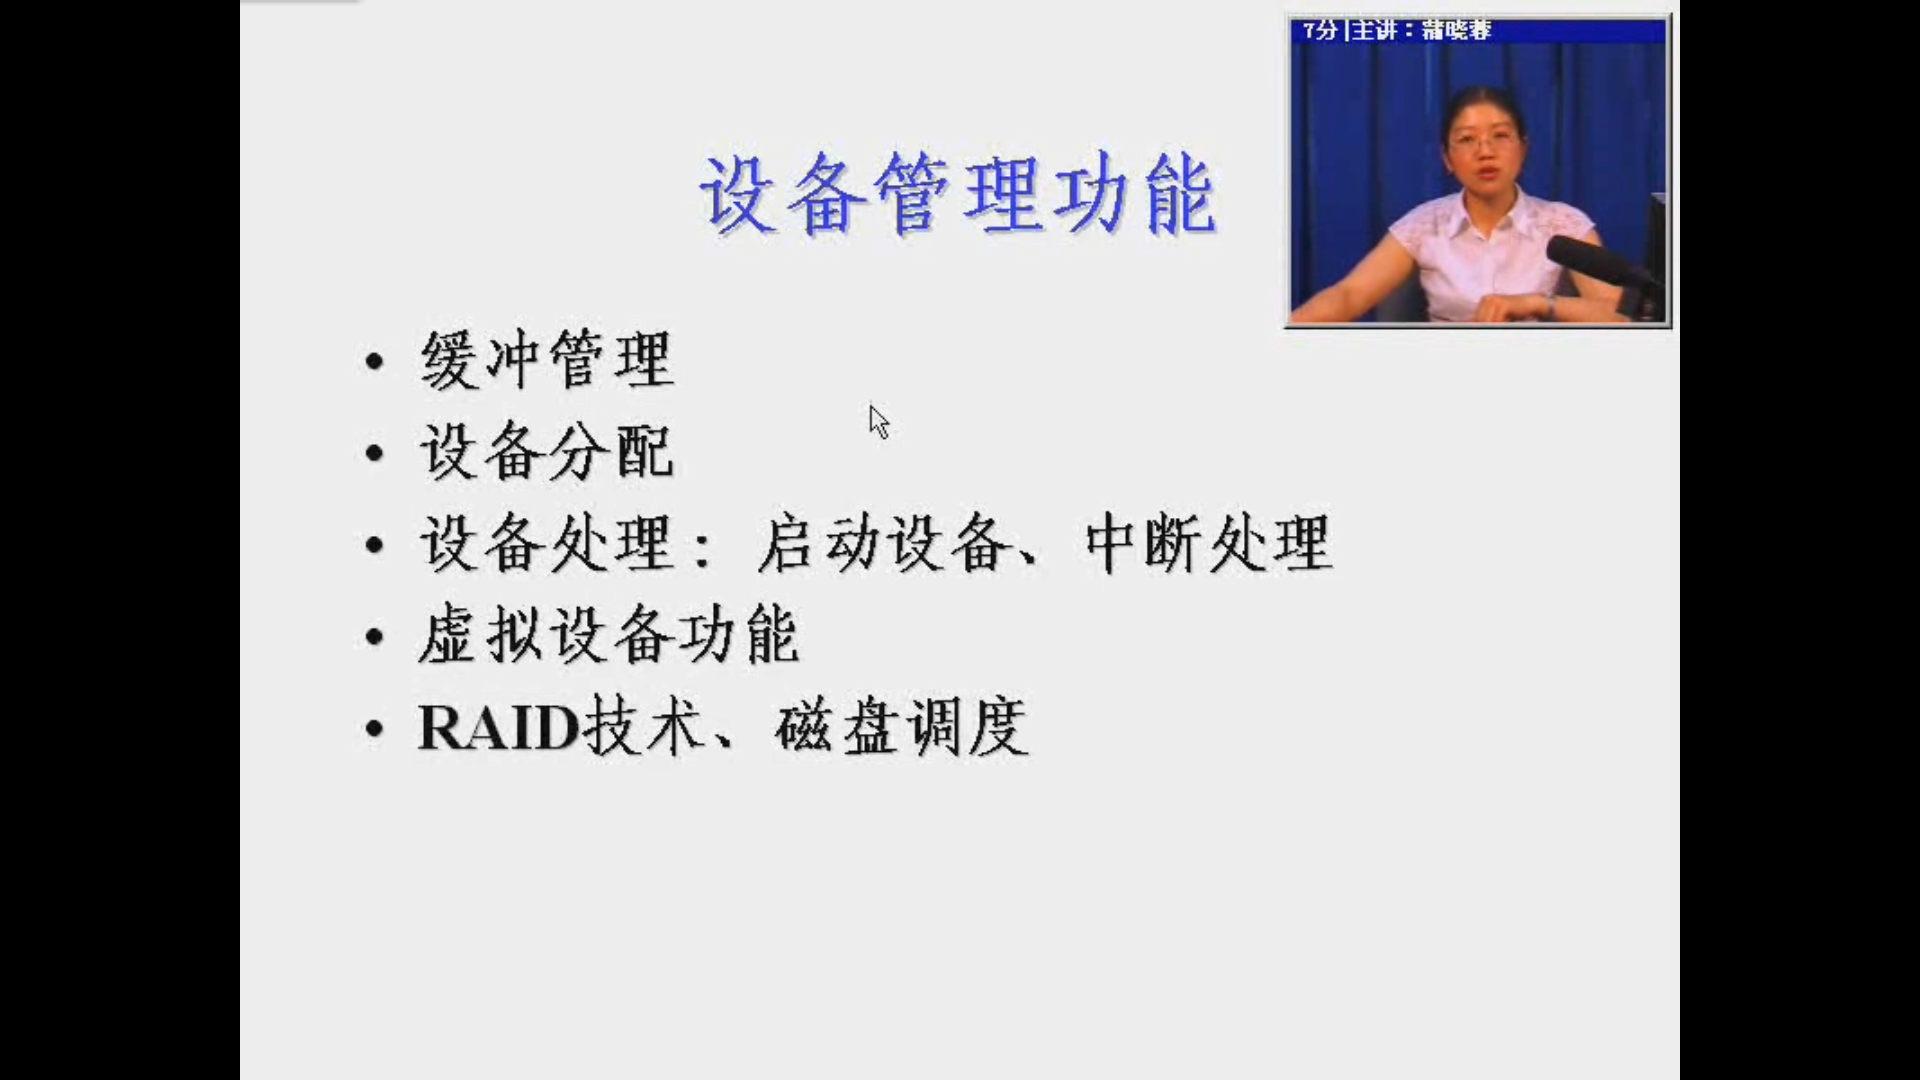 7分|主讲：蒲晓蓉
设备管理功能
• 缓冲管理
• 设备分配
• 设备处理：启动设备、中断处理
• 虚拟设备功能
• RAID技术、磁盘调度